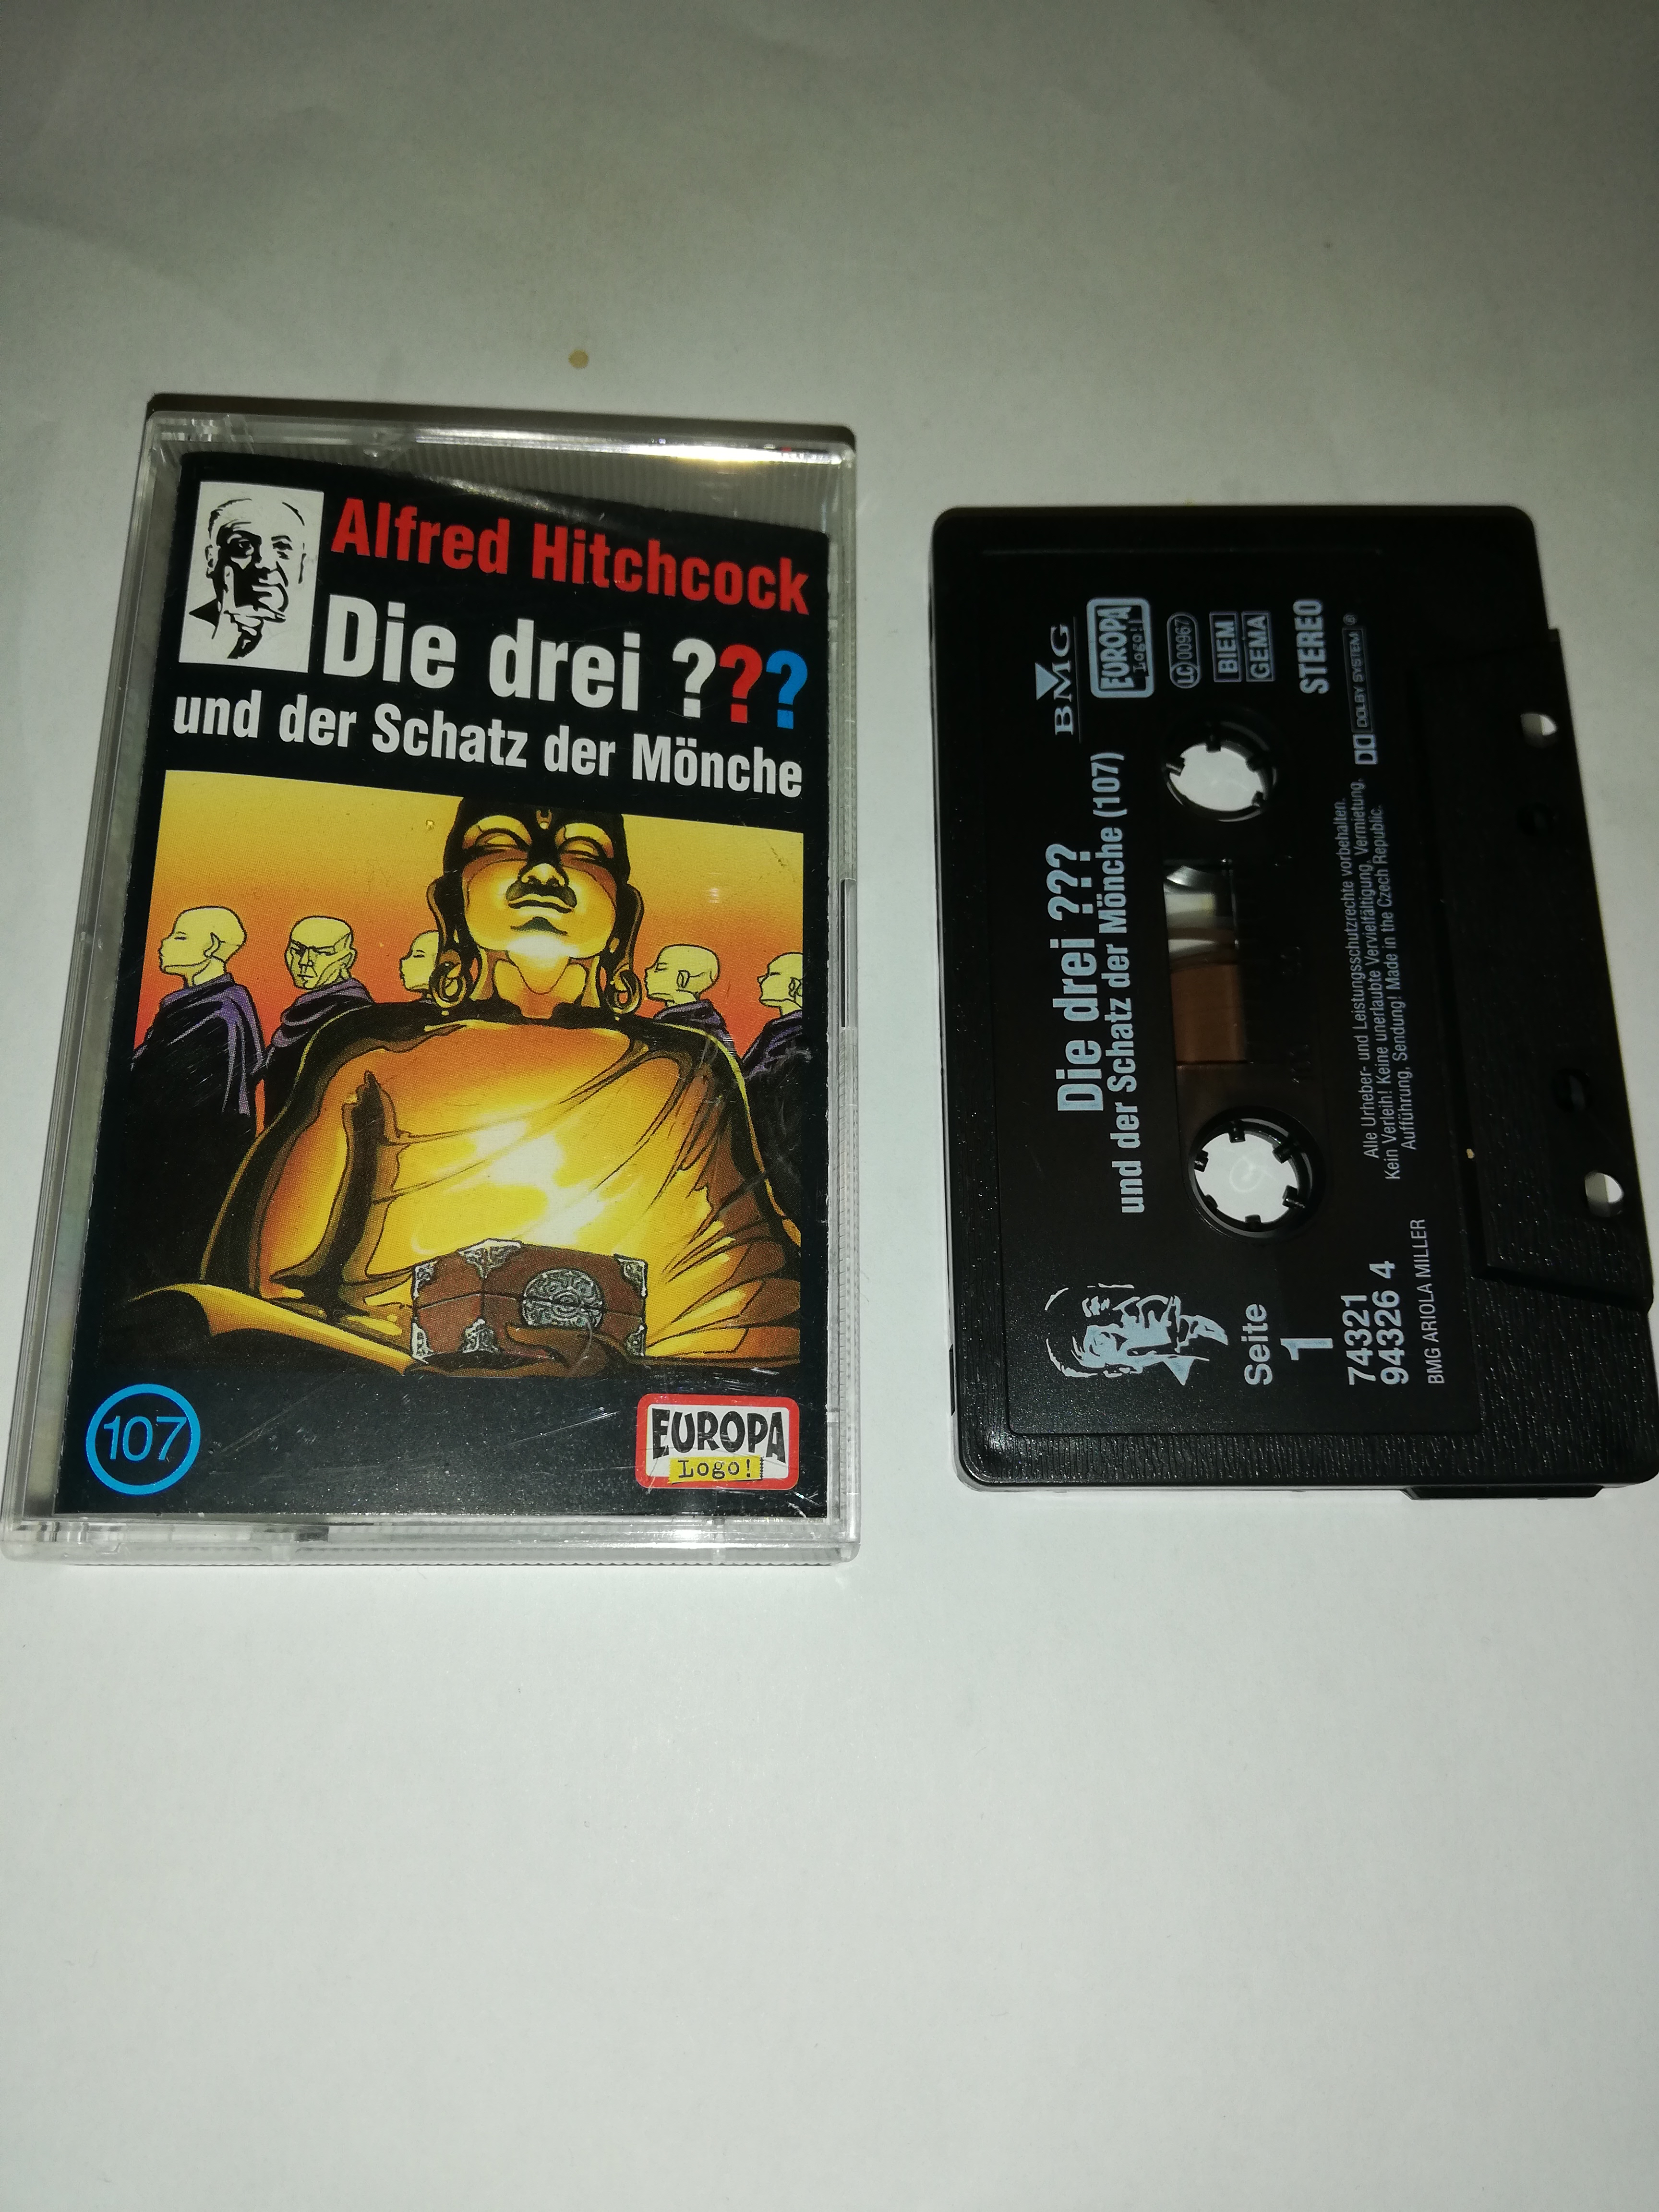 Alfred Hitchcock
Die drei ???
und der Schatz der Mönche
107
EUROPA
Logo!
BMG
EUROPA
Logo!
LC 00967
BIEM
GEMA
STEREO
DOLBY SYSTEM ®
Die drei ???
und der Schatz der Mönche (107)
Seite
1
74321
94326 4
BMG ARIOLA MILLER
Alle Urheber- und Leistungsschutzrechte vorbehalten.
Kein Verleih! Keine unerlaubte Vervielfältigung, Vermietung,
Aufführung, Sendung! Made in the Czech Republic.